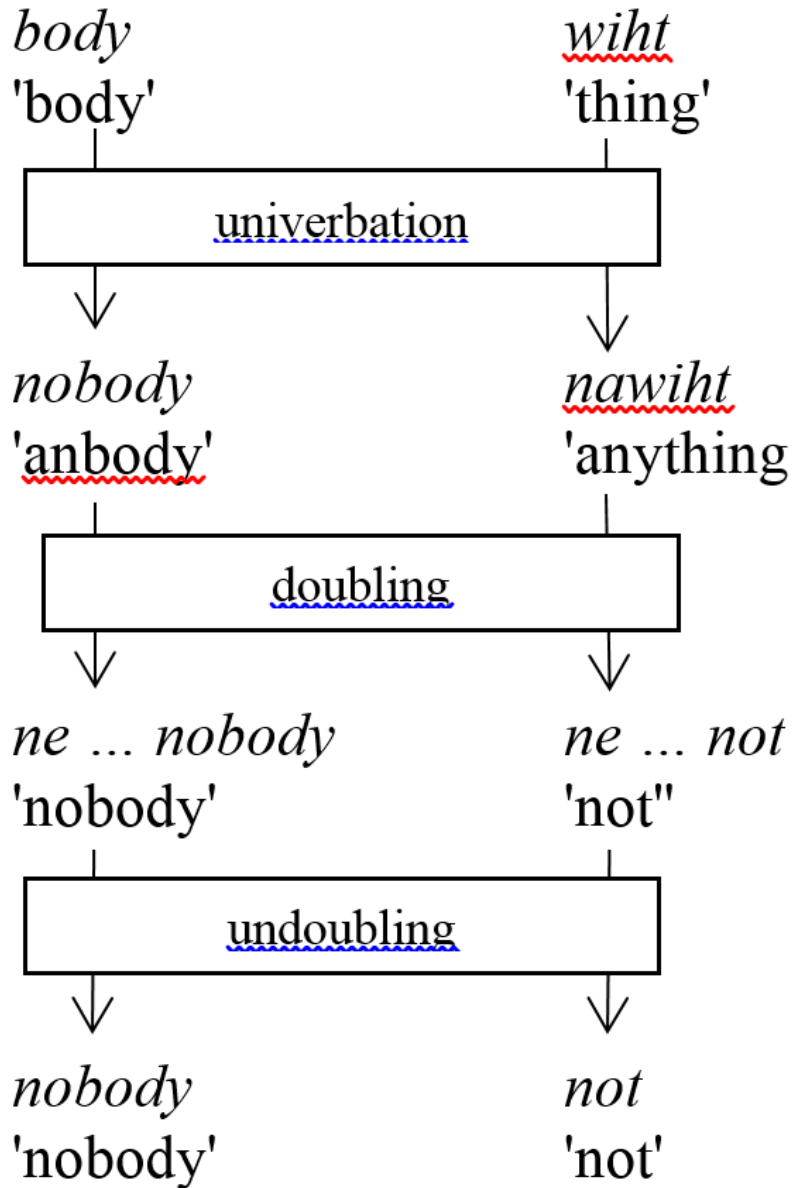 body wiht
'body' 'thing'
univerbation
nobody nawiht
'anbody' 'anything
doubling
ne ... nobody ne ... not
'nobody' 'not''
undoubling
nobody not
'nobody' 'not'